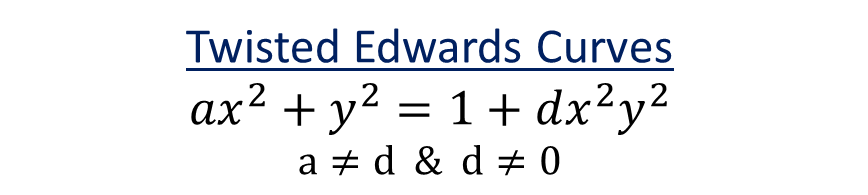 Twisted Edwards Curves
ax² + y² = 1 + dx²y²
a ≠ d & d ≠ 0